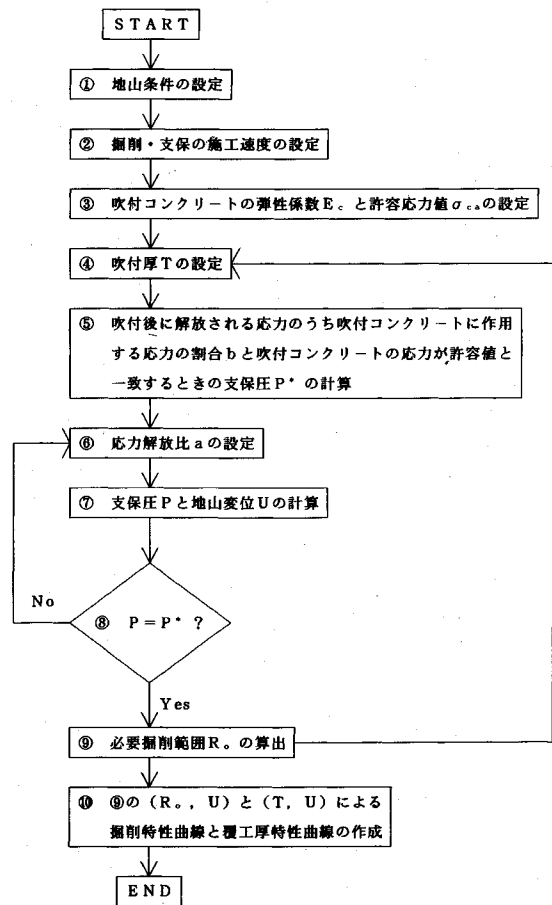 START
① 地山条件の設定
② 掘削・支保の施工速度の設定
③ 吹付コンクリートの弾性係数Ecと許容応力値σcaの設定
④ 吹付厚Tの設定
⑤ 吹付後に解放される応力のうち吹付コンクリートに作用
する応力の割合bと吹付コンクリートの応力が許容値と
一致するときの支保圧P*の計算
⑥ 応力解放比aの設定
⑦ 支保圧Pと地山変位Uの計算
No
⑧ P=P*?
Yes
⑨ 必要掘削範囲R。の算出
⑩ ⑨の(R。, U)と(T, U)による
掘削特性曲線と覆工厚特性曲線の作成
END